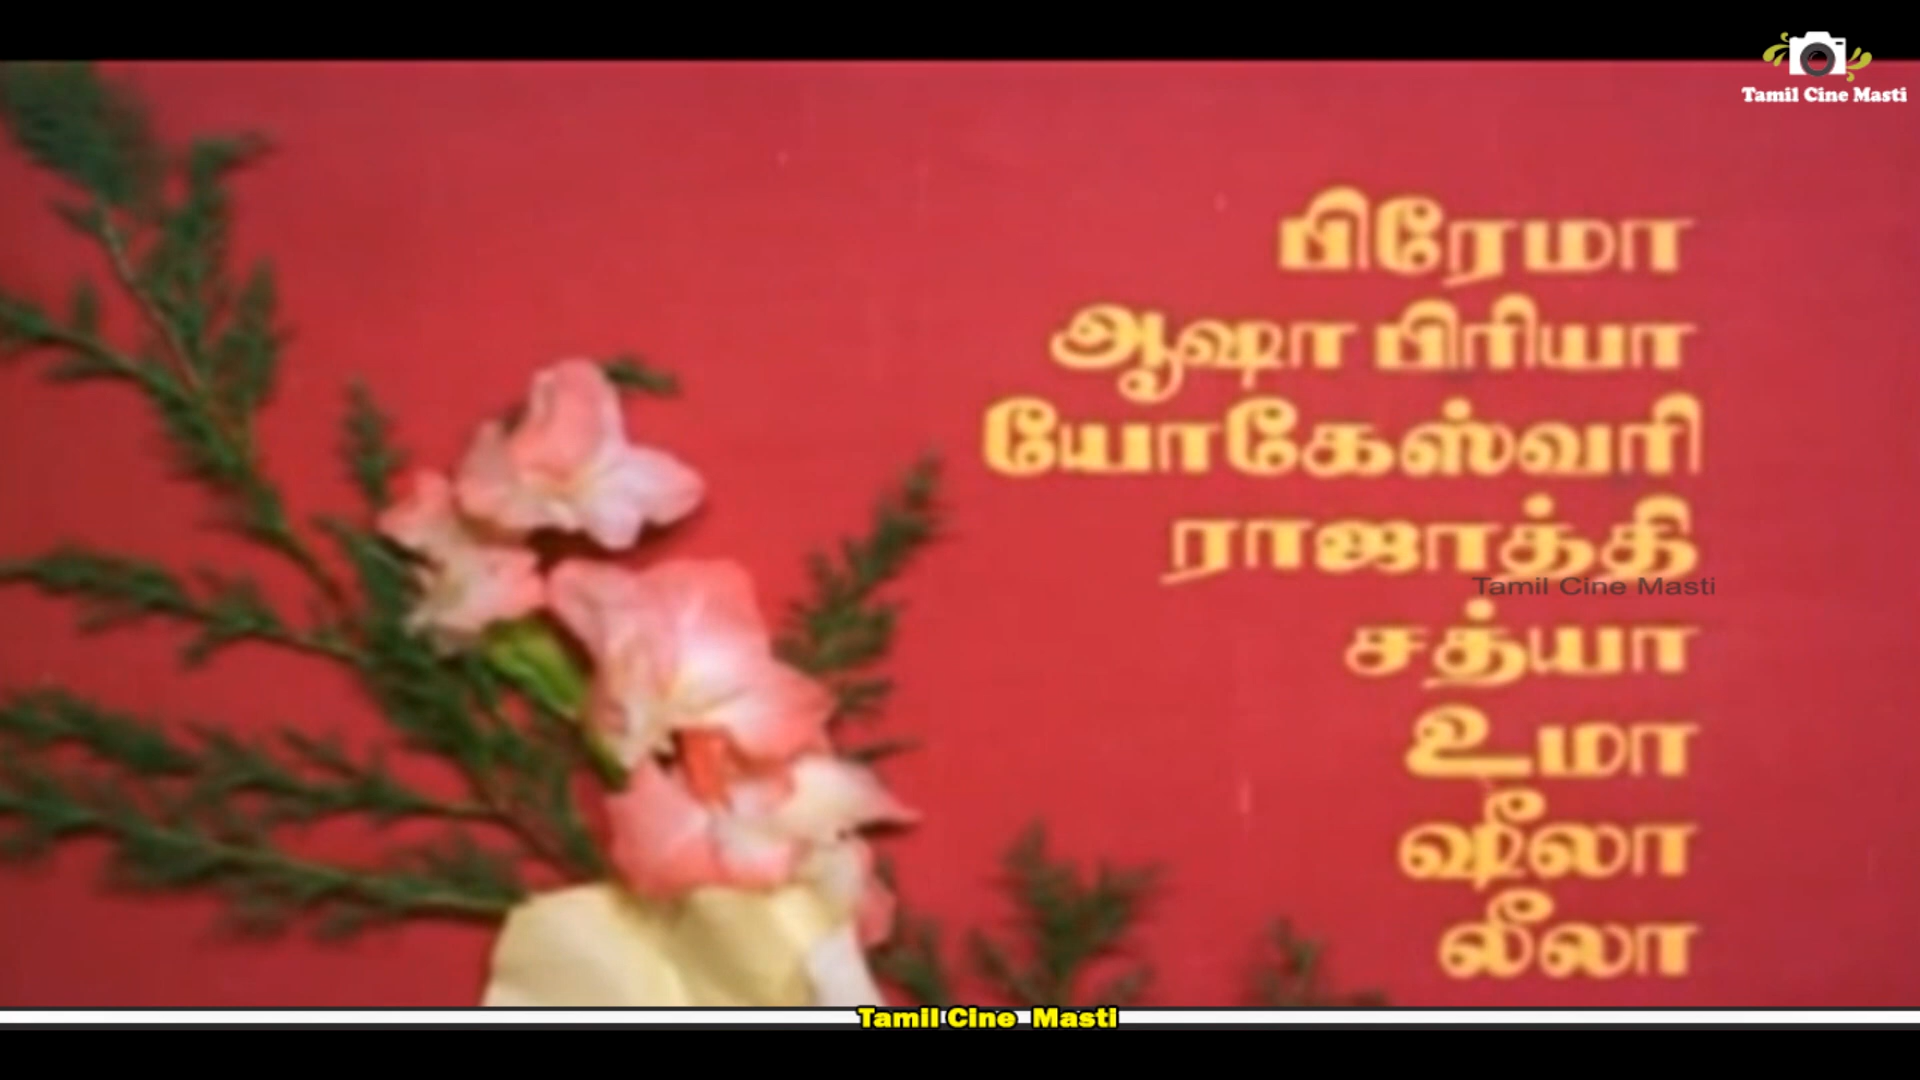 Tamil Cine Masti
பிரேமா
ஆஷா பிரியா
யோகேஸ்வரி
ராஜாத்தி
Tamil Cine Masti
சத்யா
உமா
ஷீலா
லீலா
Tamil Cine Masti